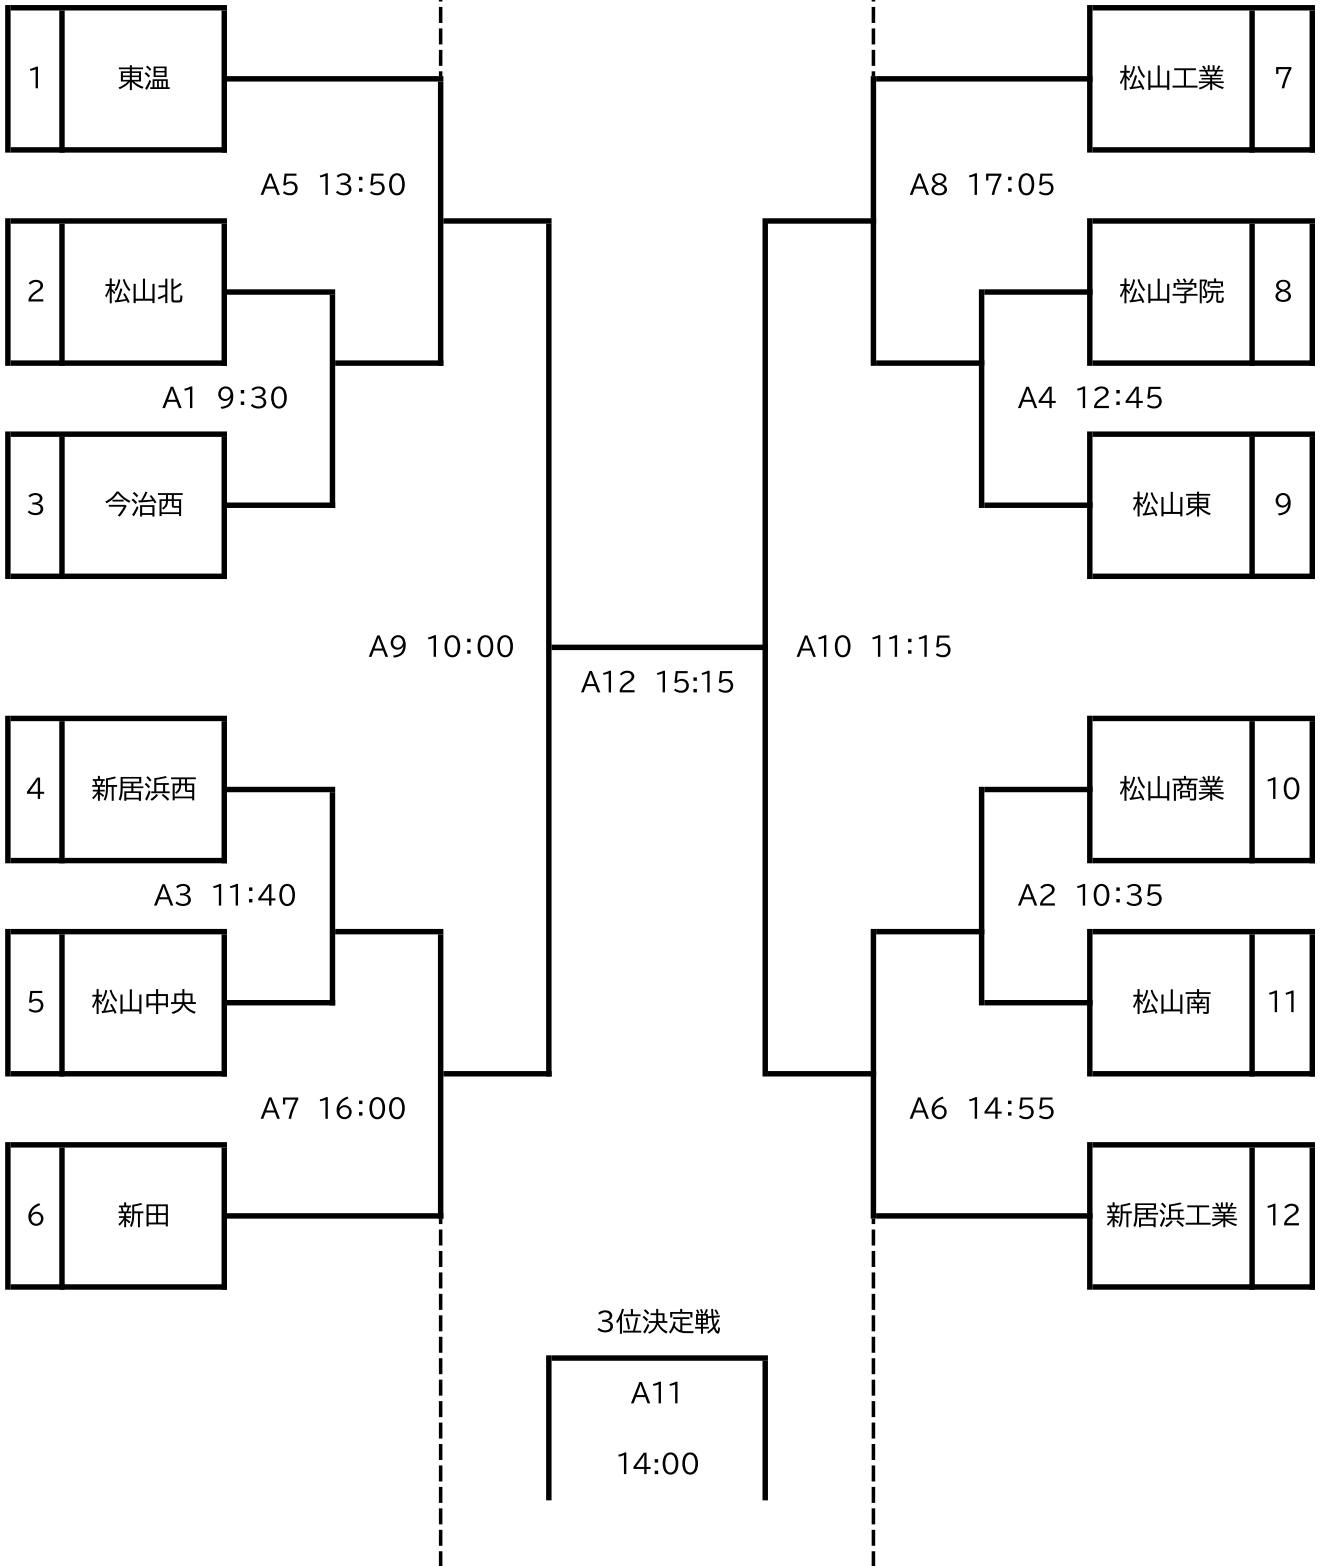 1 東温
松山工業 7
A5 13:50
A8 17:05
2 松山北
松山学院 8
A1 9:30
A4 12:45
3 今治西
松山東 9
A9 10:00
A10 11:15
A12 15:15
4 新居浜西
松山商業 10
A3 11:40
A2 10:35
5 松山中央
松山南 11
A7 16:00
A6 14:55
6 新田
新居浜工業 12
3位決定戦
A11
14:00